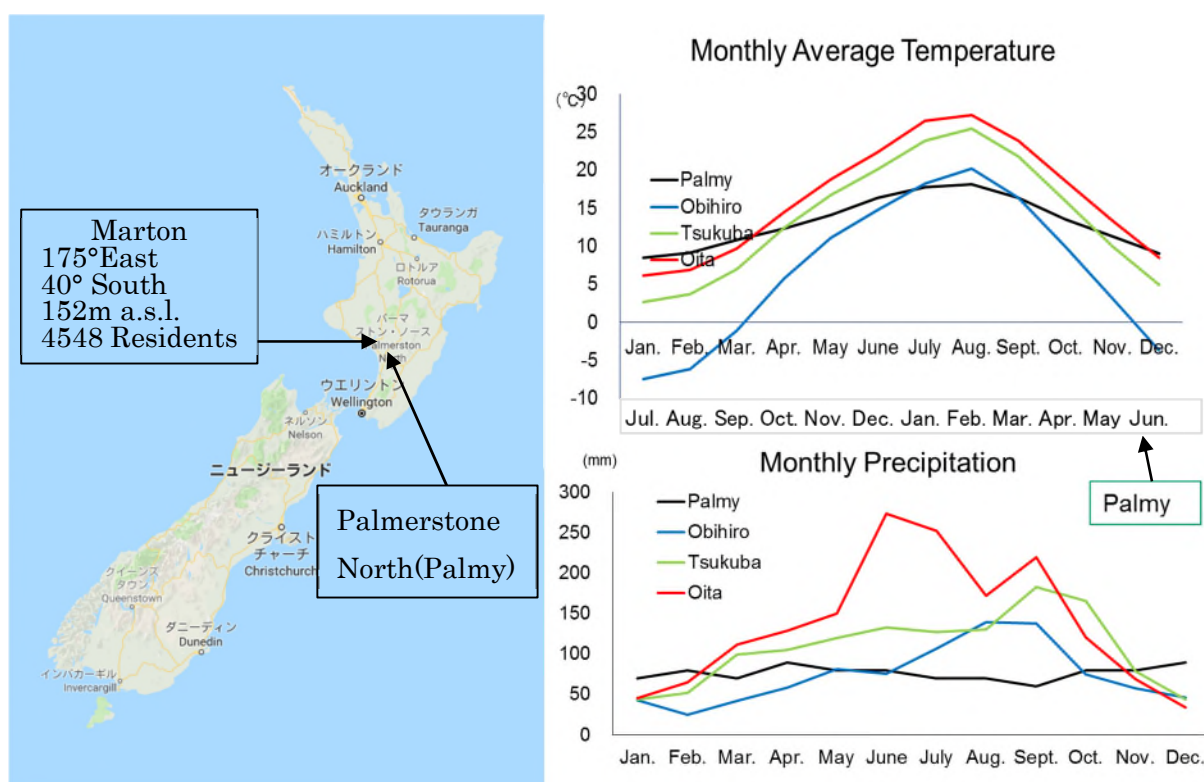 オークランド
Auckland
タウランガ
Tauranga
ハミルトン
Hamilton
ロトルア
Rotorua
パーマ
ストン・ノース
almerston
North
ウエリントン
Wellington
ネルソン
Nelson
ニュージーランド
クライスト
チャーチ
Christchurch
クイーンズ
タウン
Queenstown
ダニーディン
Dunedin
インバカーギル
Invercargill
Marton
175°East
40° South
152m a.s.l.
4548 Residents
Palmerstone
North(Palmy)
Monthly Average Temperature
(℃)
30
25
20
15
10
5
0
-5
-10
Palmy
Obihiro
Tsukuba
Oita
Jan. Feb. Mar. Apr. May June July Aug. Sept. Oct. Nov. Dec.
Jul. Aug. Sep. Oct. Nov. Dec. Jan. Feb. Mar. Apr. May Jun.
Palmy
Monthly Precipitation
(mm)
300
250
200
150
100
50
0
Palmy
Obihiro
Tsukuba
Oita
Jan. Feb. Mar. Apr. May June July Aug. Sept. Oct. Nov. Dec.